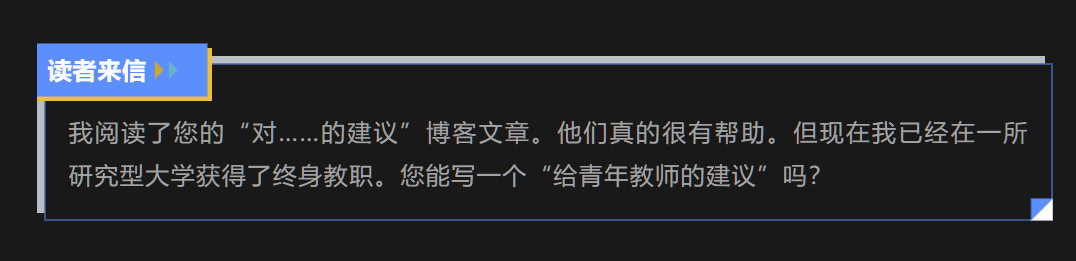 读者来信
我阅读了您的“对……的建议”博客文章。他们真的很有帮助。但现在我已经在一所
研究型大学获得了终身教职。您能写一个“给青年教师的建议”吗?